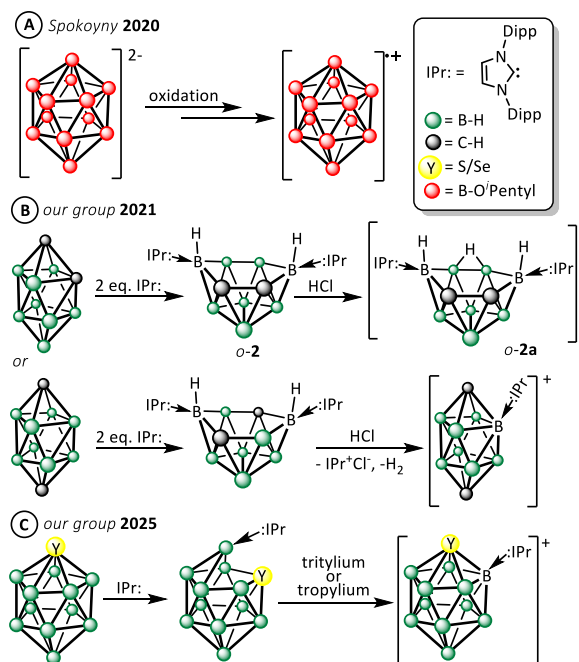 A Spokoyny 2020
2-
oxidation
•+
IPr: =
Dipp
N
N
Dipp
= B-H
= C-H
Y = S/Se
= B-OⁱPentyl
B our group 2021
2 eq. IPr:
H H
IPr: B B :IPr
o-2
HCl
H H H
IPr: B B :IPr
o-2a
or
2 eq. IPr:
H H
IPr: B B :IPr
HCl
- IPr⁺Cl⁻, -H₂
:IPr
B
+
C our group 2025
Y
IPr:
:IPr
Y
tritylium
or
tropylium
Y
B
:IPr
+